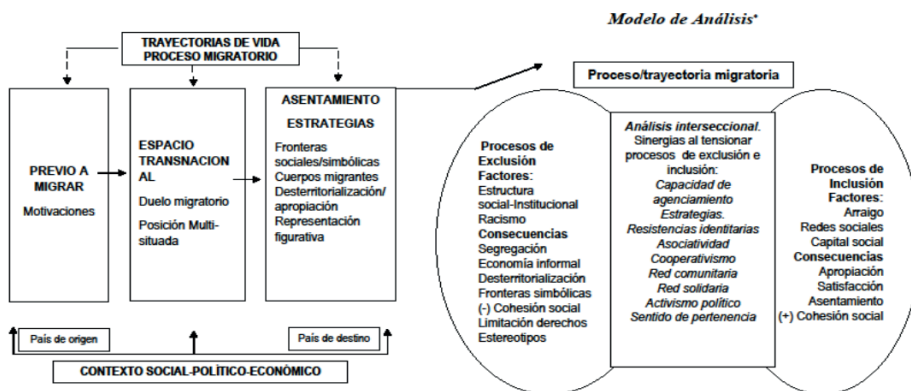 Modelo de Análisis*
TRAYECTORIAS DE VIDA
PROCESO MIGRATORIO
PREVIO A
MIGRAR
Motivaciones
ESPACIO
TRANSNACION
AL
Duelo migratorio
Posición Multi-
situada
ASENTAMIENTO
ESTRATEGIAS
Fronteras
sociales/simbólicas
Cuerpos migrantes
Desterritorialización/
apropiación
Representación
figurativa
País de origen
País de destino
CONTEXTO SOCIAL-POLÍTICO-ECONÓMICO
Proceso/trayectoria migratoria
Procesos de
Exclusión
Factores:
Estructura
social-Institucional
Racismo
Consecuencias
Segregación
Economía informal
Desterritorialización
Fronteras simbólicas
(-) Cohesión social
Limitación derechos
Estereotipos
Análisis interseccional.
Sinergias al tensionar
procesos de exclusión e
inclusión:
Capacidad de
agenciamiento
Estrategias.
Resistencias identitarias
Asociatividad
Cooperativismo
Red comunitaria
Red solidaria
Activismo político
Sentido de pertenencia
Procesos de
Inclusión
Factores:
Arraigo
Redes sociales
Capital social
Consecuencias
Apropiación
Satisfacción
Asentamiento
(+) Cohesión social